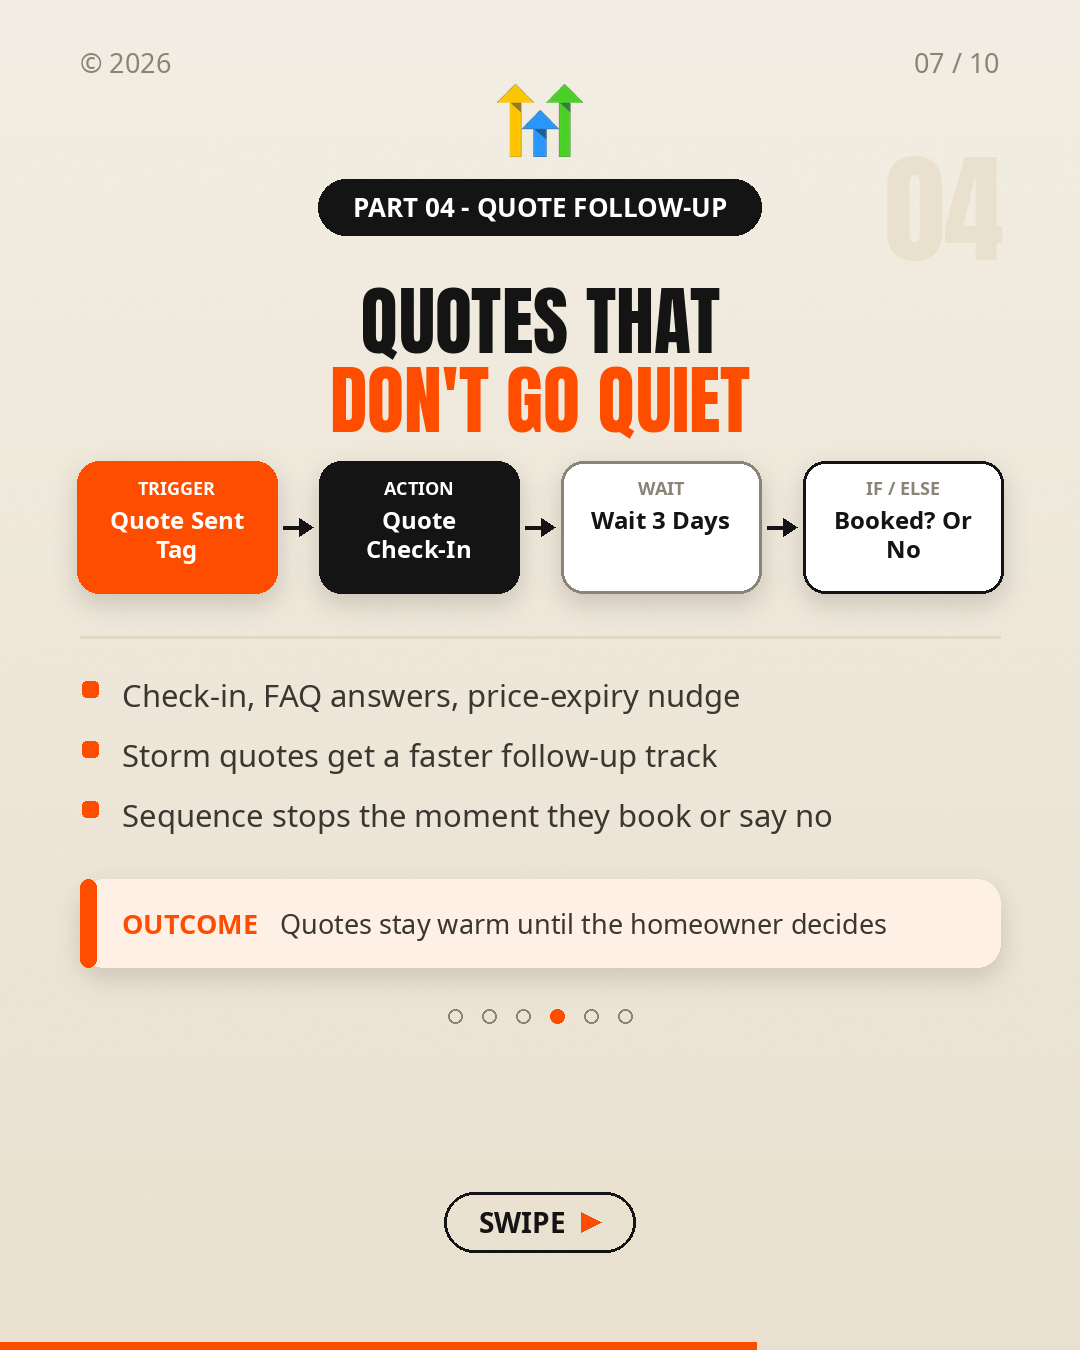 © 2026
07 / 10
04
PART 04 - QUOTE FOLLOW-UP
QUOTES THAT
DON'T GO QUIET
TRIGGER
Quote Sent
Tag
ACTION
Quote
Check-In
WAIT
Wait 3 Days
IF / ELSE
Booked? Or
No
Check-in, FAQ answers, price-expiry nudge
Storm quotes get a faster follow-up track
Sequence stops the moment they book or say no
OUTCOME Quotes stay warm until the homeowner decides
SWIPE